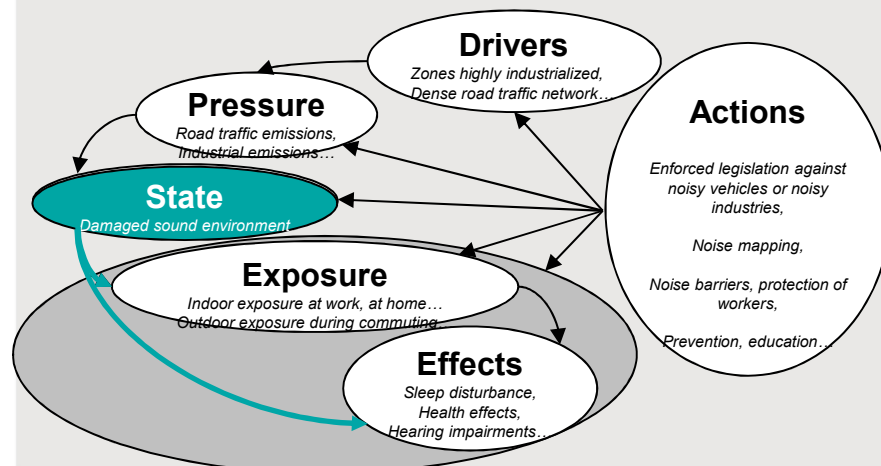 Drivers
Zones highly industrialized,
Dense road traffic network…
Pressure
Road traffic emissions,
Industrial emissions…
State
Damaged sound environment
Exposure
Indoor exposure at work, at home…
Outdoor exposure during commuting…
Effects
Sleep disturbance,
Health effects,
Hearing impairments…
Actions
Enforced legislation against
noisy vehicles or noisy
industries,
Noise mapping,
Noise barriers, protection of
workers,
Prevention, education…